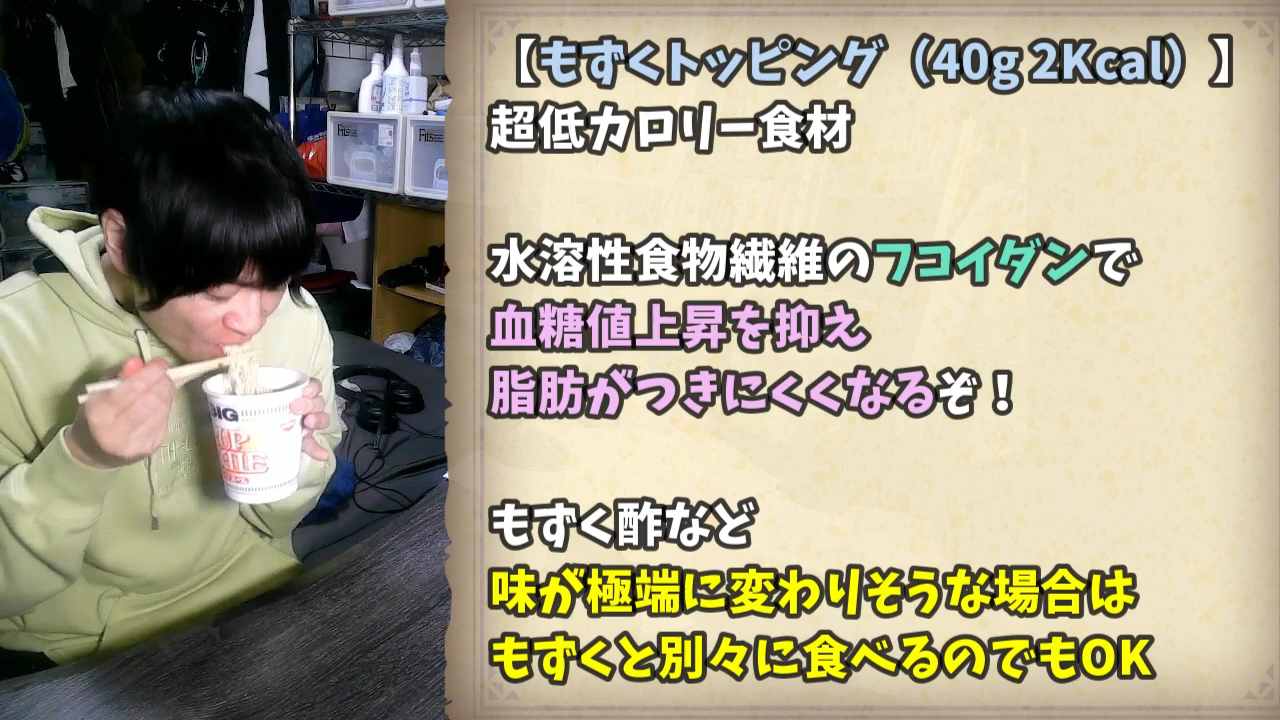 【もずくトッピング（40g 2Kcal）】
超低カロリー食材
水溶性食物繊維のフコイダンで
血糖値上昇を抑え
脂肪がつきにくくなるぞ！
もずく酢など
味が極端に変わりそうな場合は
もずくと別々に食べるのでもOK
Fits
Fits
BIG